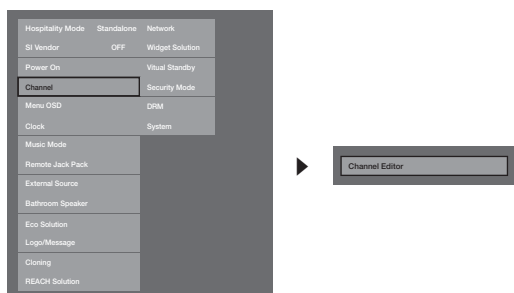 Hospitality Mode Standalone Network
SI Vendor OFF Widget Solution
Power On Vitual Standby
Channel Security Mode
Menu OSD DRM
Clock System
Music Mode
Remote Jack Pack
External Source
Bathroom Speaker
Eco Solution
Logo/Message
Cloning
REACH Solution
Channel Editor